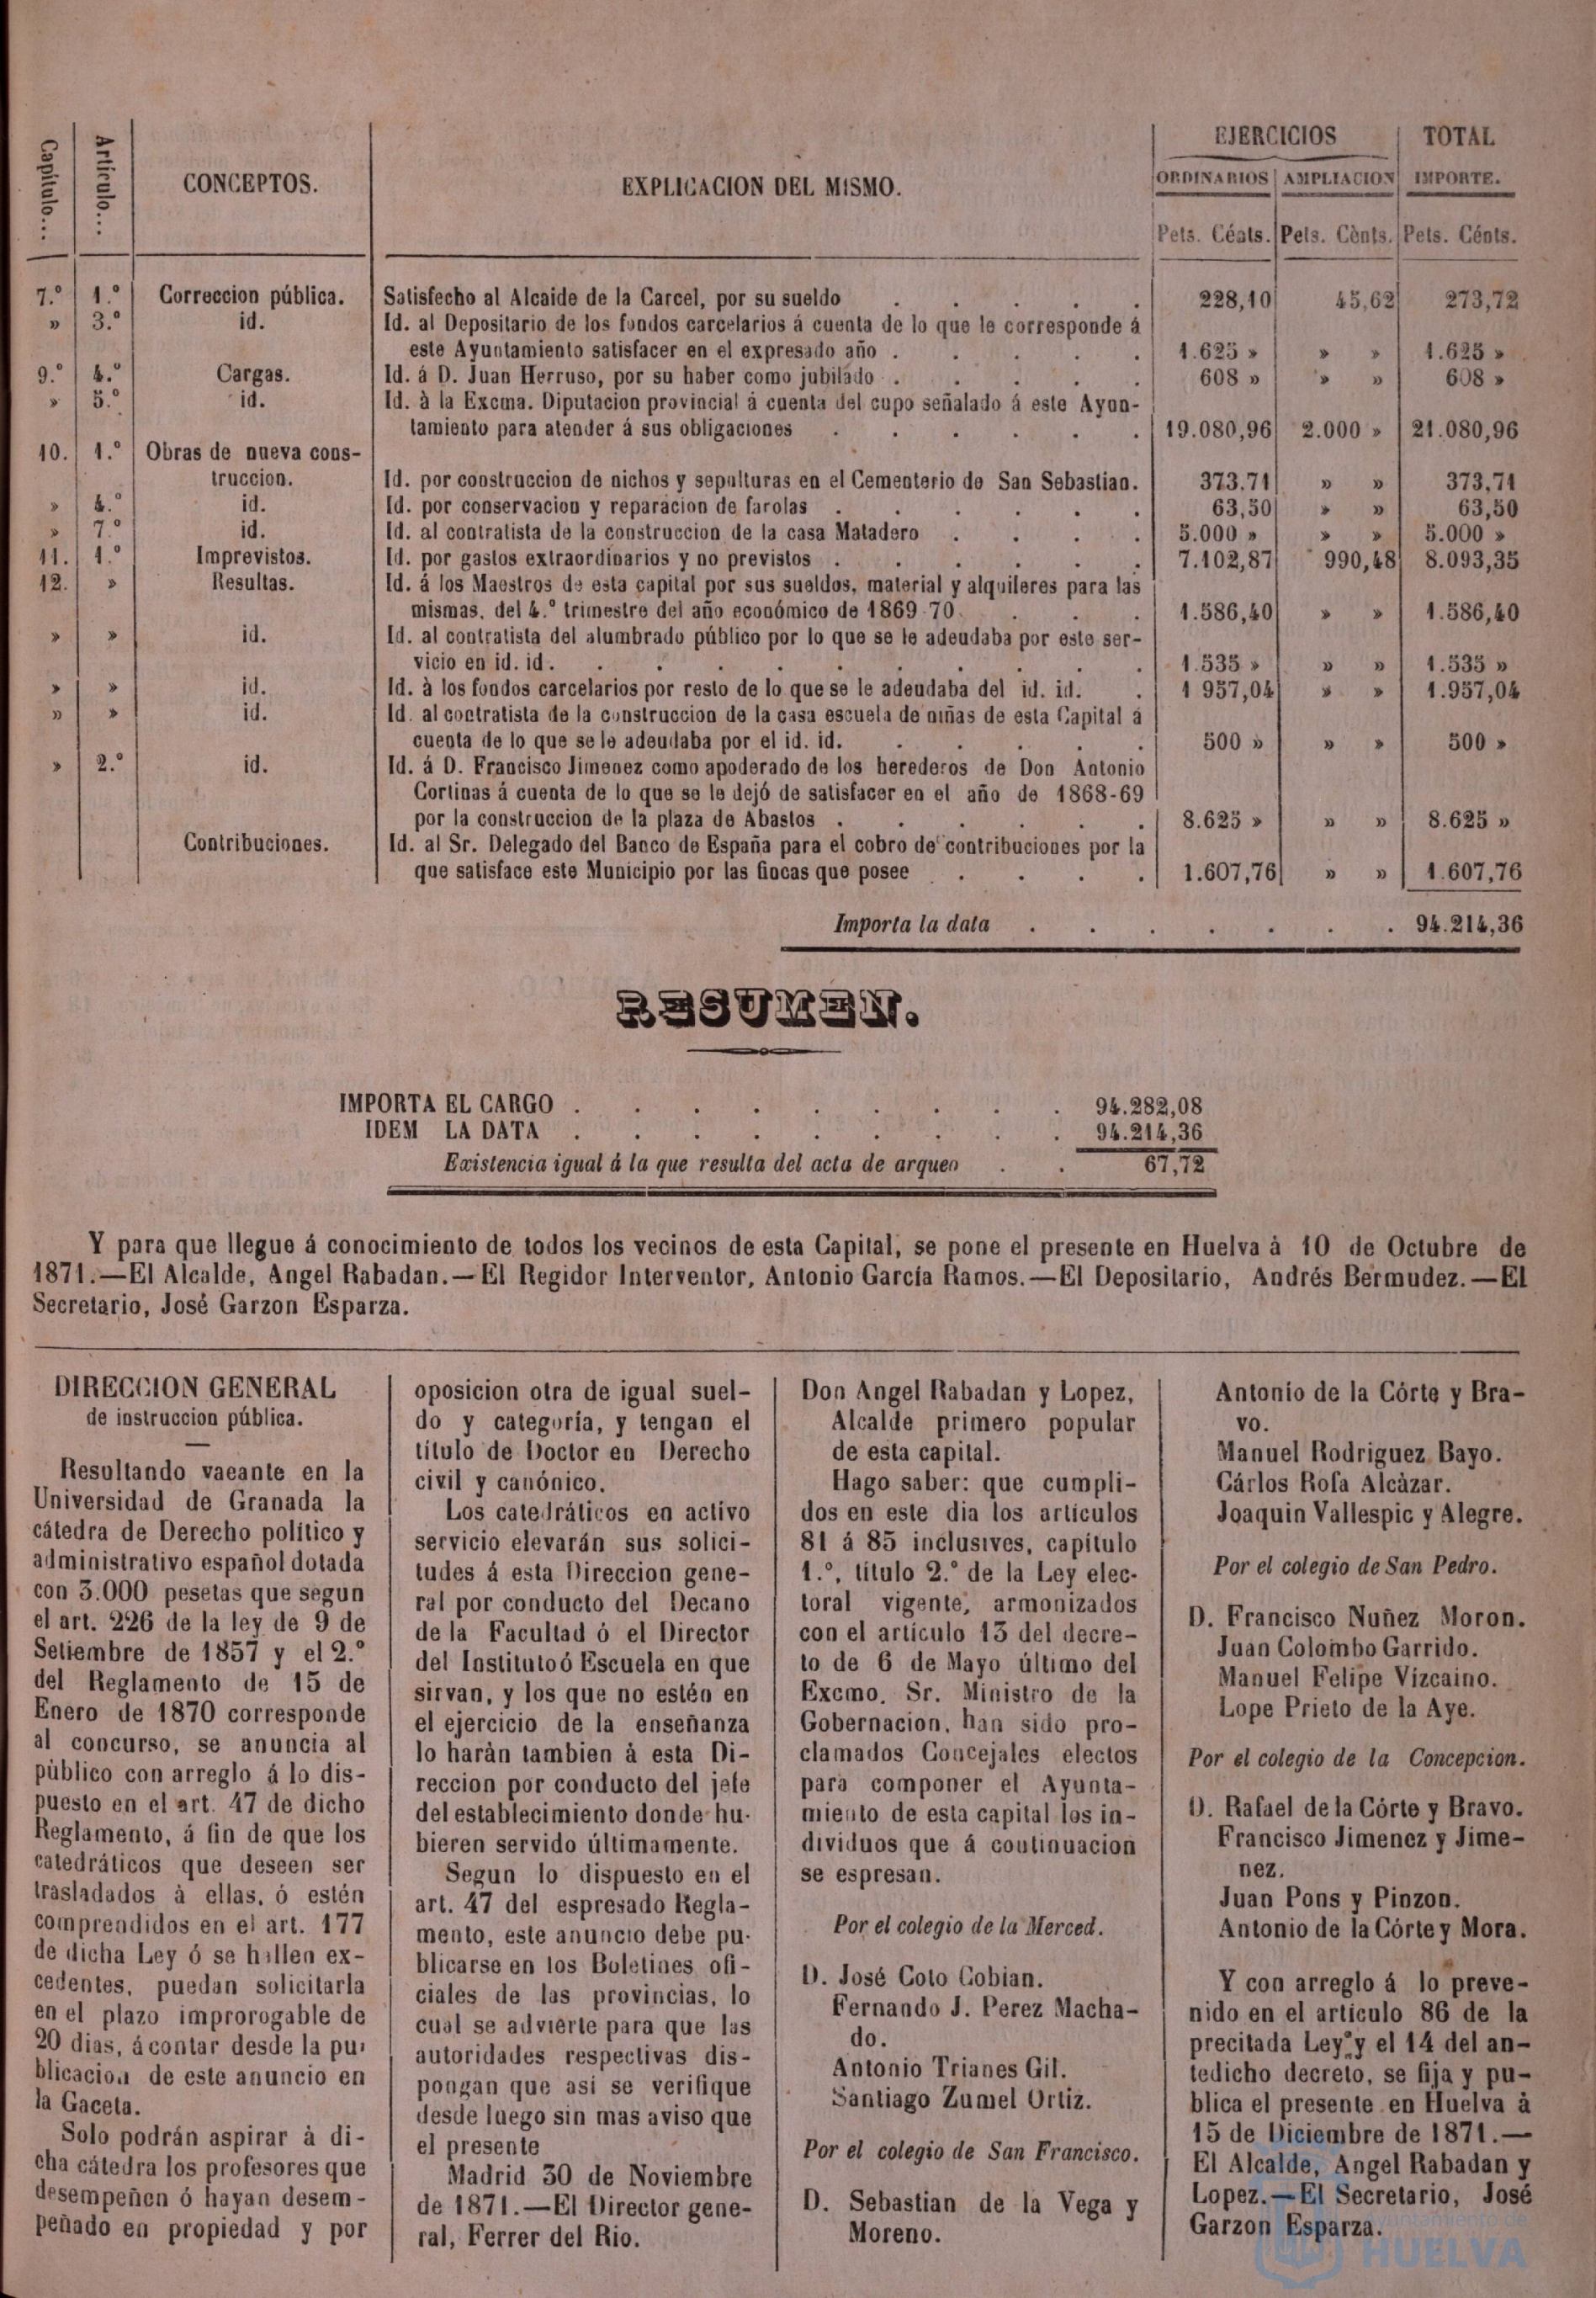 Capítulo... Artículo... CONCEPTOS. EXPLICACION DEL MISMO. EJERCICIOS TOTAL
ORDINARIOS AMPLIACION IMPORTE.
Pets. Cénts. Pets. Cénts. Pets. Cénts.
7.º 1.º Correccion pública. Satisfecho al Alcaide de la Carcel, por su sueldo 228,10 45,62 273,72
» 3.º id. Id. al Depositario de los fondos carcelarios á cuenta de lo que le corresponde á
este Ayuntamiento satisfacer en el expresado año . 1.625 » » » 1.625 »
9.º 4.º Cargas. Id. á D. Juan Herruso, por su haber como jubilado . 608 » » » 608 »
» 5.º id. Id. à la Excma. Diputacion provincial á cuenta del cupo señalado á este Ayun-
tamiento para atender á sus obligaciones 19.080,96 2.000 » 21.080,96
10. 1.º Obras de nueva cons-
truccion. Id. por construccion de nichos y sepulturas en el Cementerio de San Sebastian. 373.71 » » 373,71
» 4.º id. Id. por conservacion y reparacion de farolas . 63,50 » » 63,50
» 7.º id. Id. al contratista de la construccion de la casa Matadero . 5.000 » » » 5.000 »
11. 1.º Imprevistos. Id. por gastos extraordinarios y no previstos . 7.102,87 990,48 8.093,35
12. » Resultas. Id. á los Maestros de esta capital por sus sueldos, material y alquileres para las
mismas, del 4.º trimestre del año económico de 1869-70. 1.586,40 » » 1.586,40
» » id. Id. al contratista del alumbrado público por lo que se le adeudaba por este ser-
vicio en id. id. . 1.535 » » » 1.535 »
» » id. Id. à los fondos carcelarios por resto de lo que se le adeudaba del id. id. . 1 957,04 » » 1.957,04
» » id. Id. al contratista de la construccion de la casa escuela de niñas de esta Capital á
cuenta de lo que se le adeudaba por el id. id. . 500 » » » 500 »
» 2.º id. Id. á D. Francisco Jimenez como apoderado de los herederos de Don Antonio
Cortinas á cuenta de lo que se le dejó de satisfacer en el año de 1868-69
por la construccion de la plaza de Abastos . 8.625 » » » 8.625 »
Contribuciones. Id. al Sr. Delegado del Banco de España para el cobro de contribuciones por la
que satisface este Municipio por las fincas que posee . 1.607,76 » » 1.607,76
Importa la data . . . . . . . 94.214,36
RESUMEN.
IMPORTA EL CARGO . . . . . . . . . 94.282,08
IDEM LA DATA . . . . . . . . . 94.214,36
Existencia igual á la que resulta del acta de arqueo . . 67,72
Y para que llegue á conocimiento de todos los vecinos de esta Capital, se pone el presente en Huelva à 10 de Octubre de
1871.—El Alcalde, Angel Rabadan.—El Regidor Interventor, Antonio García Ramos.—El Depositario, Andrés Bermudez.—El
Secretario, José Garzon Esparza.
DIRECCION GENERAL
de instruccion pública.
Resultando vacante en la
Universidad de Granada la
cátedra de Derecho político y
administrativo español dotada
con 3.000 pesetas que segun
el art. 226 de la ley de 9 de
Setiembre de 1857 y el 2.º
del Reglamento de 15 de
Enero de 1870 corresponde
al concurso, se anuncia al
público con arreglo á lo dis-
puesto en el art. 47 de dicho
Reglamento, á fin de que los
catedráticos que deseen ser
trasladados à ellas, ó estén
comprendidos en el art. 177
de dicha Ley ó se hallen ex-
cedentes, puedan solicitarla
en el plazo improrogable de
20 dias, á contar desde la pu-
blicacion de este anuncio en
la Gaceta.
Solo podrán aspirar à di-
cha cátedra los profesores que
desempeñen ó hayan desem-
peñado en propiedad y por
oposicion otra de igual suel-
do y categoría, y tengan el
título de Doctor en Derecho
civil y canónico.
Los catedráticos en activo
servicio elevarán sus solici-
tudes á esta Direccion gene-
ral por conducto del Decano
de la Facultad ó el Director
del Instituto ó Escuela en que
sirvan, y los que no estén en
el ejercicio de la enseñanza
lo harán tambien à esta Di-
reccion por conducto del jefe
del establecimiento donde hu-
bieren servido últimamente.
Segun lo dispuesto en el
art. 47 del espresado Regla-
mento, este anuncio debe pu-
blicarse en los Boletines ofi-
ciales de las provincias, lo
cual se advierte para que las
autoridades respectivas dis-
pongan que asi se verifique
desde luego sin mas aviso que
el presente
Madrid 30 de Noviembre
de 1871.—El Director gene-
ral, Ferrer del Rio.
Don Angel Rabadan y Lopez,
Alcalde primero popular
de esta capital.
Hago saber: que cumpli-
dos en este dia los artículos
81 á 85 inclusives, capítulo
1.º, título 2.º de la Ley elec-
toral vigente, armonizados
con el artículo 13 del decre-
to de 6 de Mayo último del
Excmo. Sr. Ministro de la
Gobernacion, han sido pro-
clamados Concejales electos
para componer el Ayunta-
miento de esta capital los in-
dividuos que á continuacion
se espresan.
Por el colegio de la Merced.
D. José Coto Cobian.
Fernando J. Perez Macha-
do.
Antonio Trianes Gil.
Santiago Zumel Ortiz.
Por el colegio de San Francisco.
D. Sebastian de la Vega y
Moreno.
Antonio de la Córte y Bra-
vo.
Manuel Rodriguez Bayo.
Cárlos Rofa Alcàzar.
Joaquin Vallespic y Alegre.
Por el colegio de San Pedro.
D. Francisco Nuñez Moron.
Juan Colombo Garrido.
Manuel Felipe Vizcaino.
Lope Prieto de la Aye.
Por el colegio de la Concepcion.
D. Rafael de la Córte y Bravo.
Francisco Jimenez y Jime-
nez.
Juan Pons y Pinzon.
Antonio de la Córte y Mora.
Y con arreglo á lo preve-
nido en el artículo 86 de la
precitada Ley y el 14 del an-
tedicho decreto, se fija y pu-
blica el presente en Huelva à
15 de Diciembre de 1871.—
El Alcalde, Angel Rabadan y
Lopez.—El Secretario, José
Garzon Esparza.
Ayuntamiento de
HUELVA